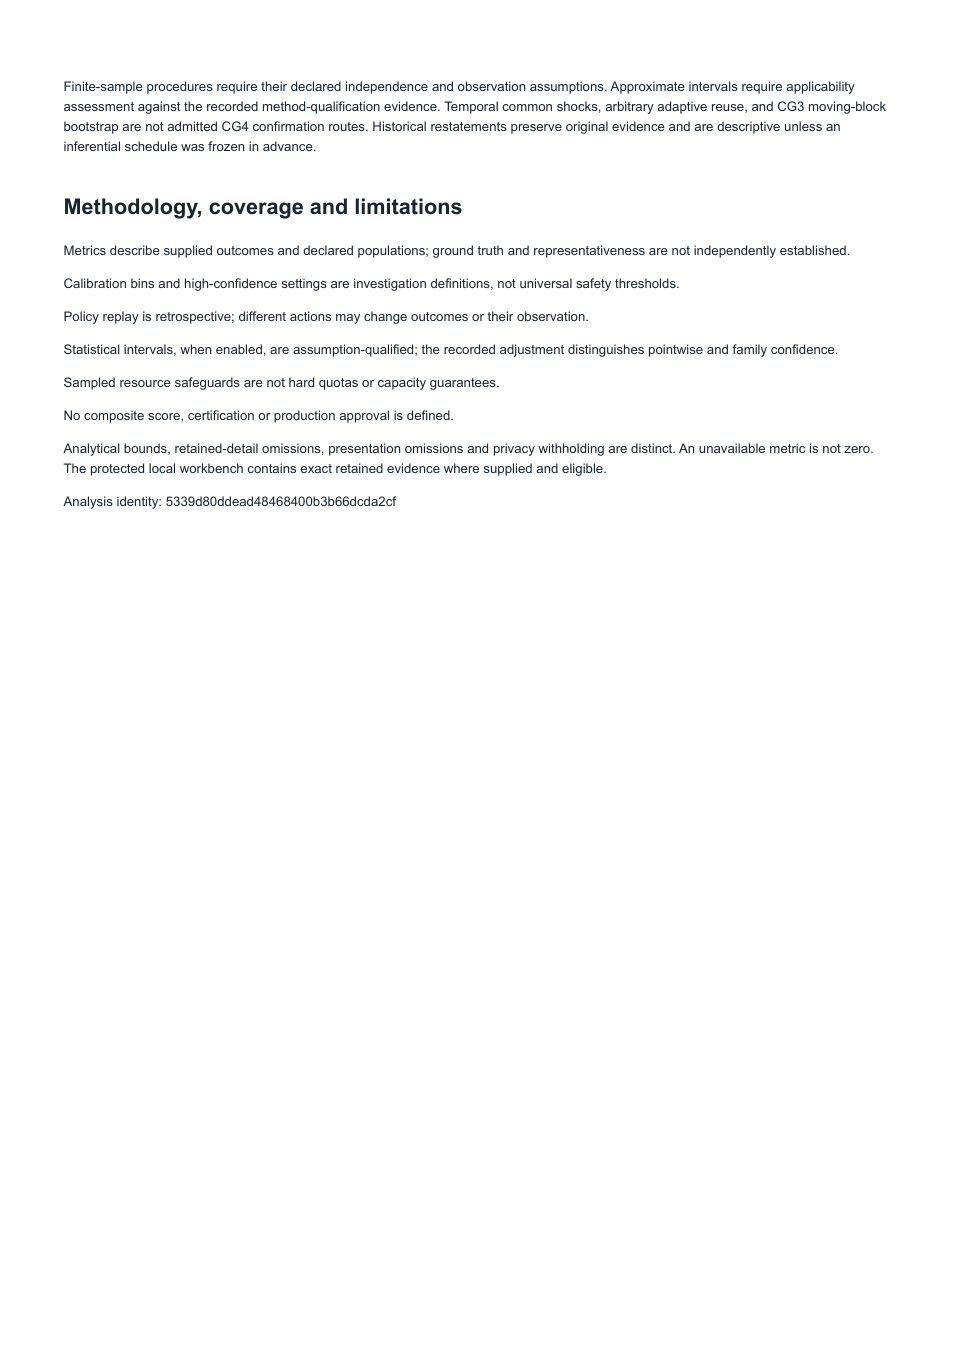 Finite-sample procedures require their declared independence and observation assumptions. Approximate intervals require applicability
assessment against the recorded method-qualification evidence. Temporal common shocks, arbitrary adaptive reuse, and CG3 moving-block
bootstrap are not admitted CG4 confirmation routes. Historical restatements preserve original evidence and are descriptive unless an
inferential schedule was frozen in advance.
Methodology, coverage and limitations
Metrics describe supplied outcomes and declared populations; ground truth and representativeness are not independently established.
Calibration bins and high-confidence settings are investigation definitions, not universal safety thresholds.
Policy replay is retrospective; different actions may change outcomes or their observation.
Statistical intervals, when enabled, are assumption-qualified; the recorded adjustment distinguishes pointwise and family confidence.
Sampled resource safeguards are not hard quotas or capacity guarantees.
No composite score, certification or production approval is defined.
Analytical bounds, retained-detail omissions, presentation omissions and privacy withholding are distinct. An unavailable metric is not zero.
The protected local workbench contains exact retained evidence where supplied and eligible.
Analysis identity: 5339d80ddead48468400b3b66dcda2cf